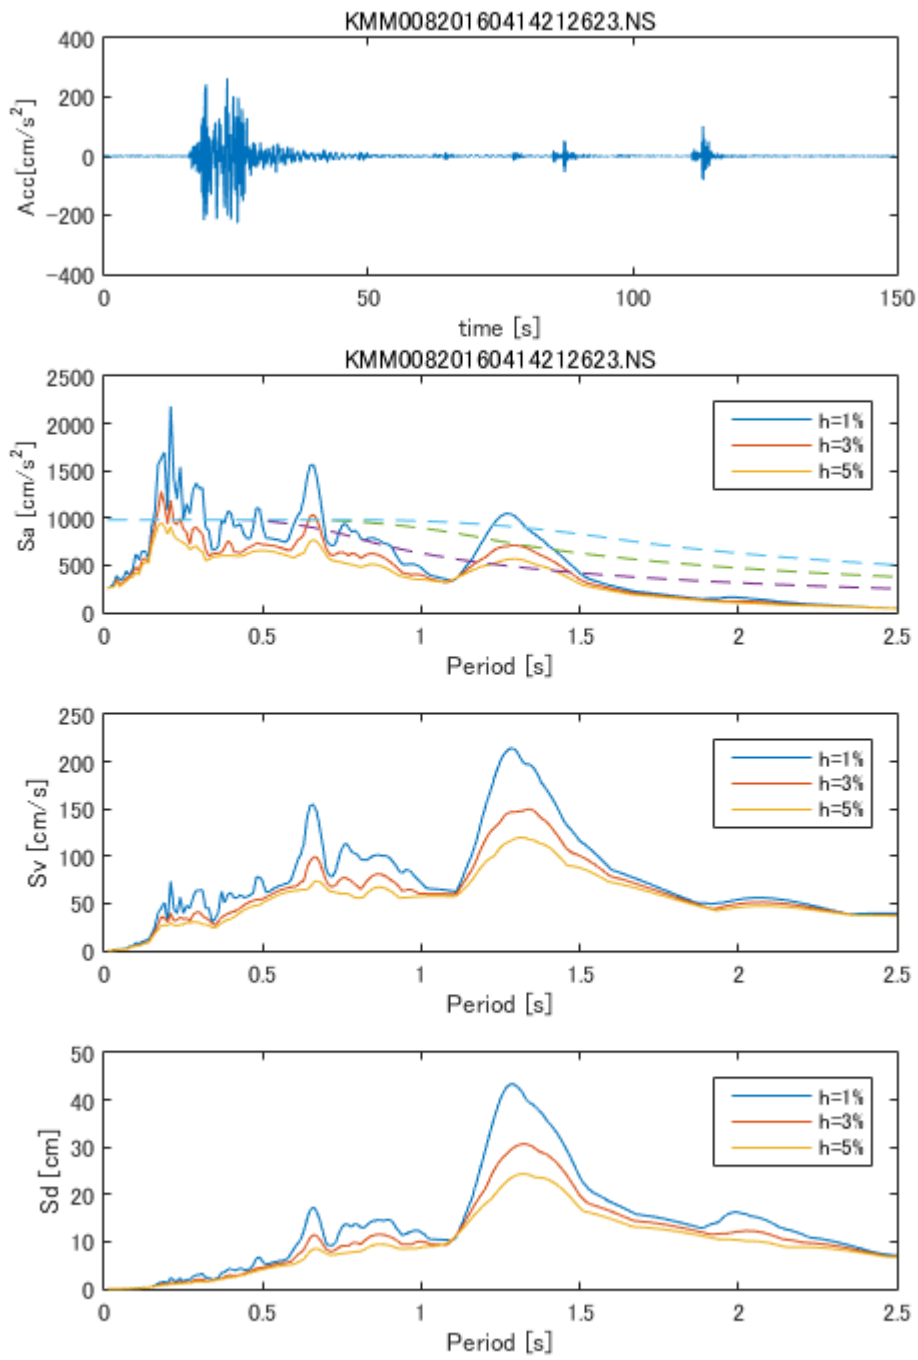 KMM00820160414212623.NS
400
200
0
-200
-400
Acc[cm/s²]
0 50 100 150
time [s]
KMM00820160414212623.NS
2500
2000
1500
1000
500
0
Sa [cm/s²]
h=1%
h=3%
h=5%
0 0.5 1 1.5 2 2.5
Period [s]
250
200
150
100
50
0
Sv [cm/s]
h=1%
h=3%
h=5%
0 0.5 1 1.5 2 2.5
Period [s]
50
40
30
20
10
0
Sd [cm]
h=1%
h=3%
h=5%
0 0.5 1 1.5 2 2.5
Period [s]